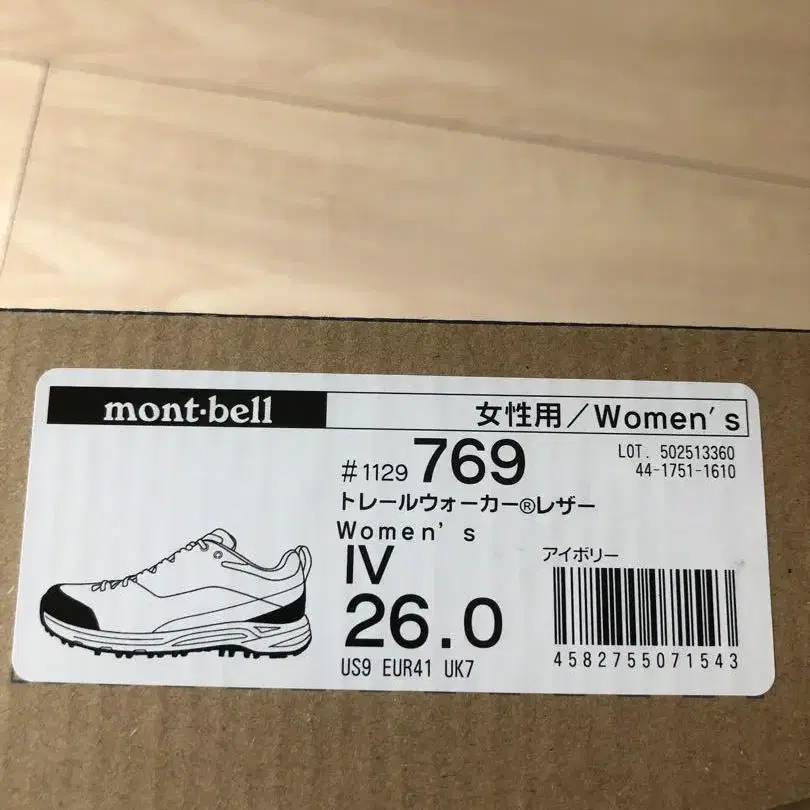 mont-bell
女性用/Women's
#1129 769
LOT. 502513360
44-1751-1610
トレールウォーカー®レザー
Women's
IV
アイボリー
26.0
US9 EUR41 UK7
4582755071543